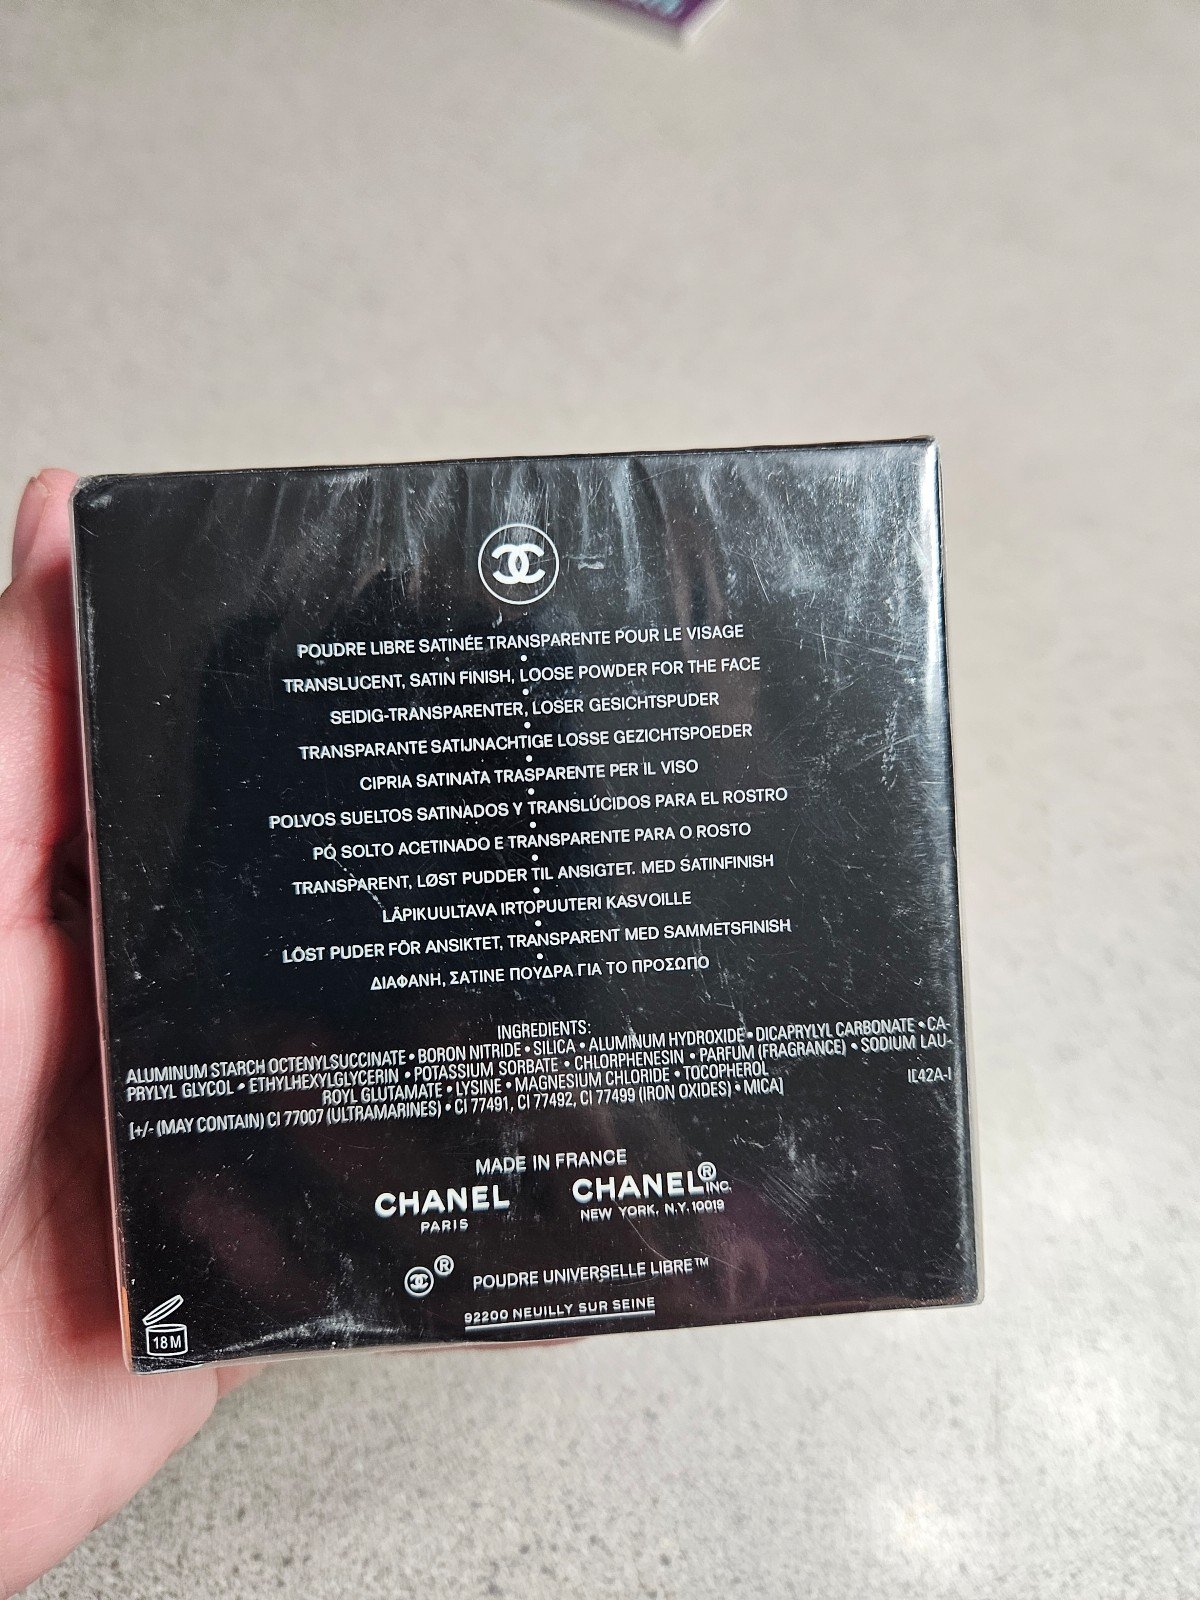 POUDRE LIBRE SATINÉE TRANSPARENTE POUR LE VISAGE
•
TRANSLUCENT, SATIN FINISH, LOOSE POWDER FOR THE FACE
•
SEIDIG-TRANSPARENTER, LOSER GESICHTSPUDER
•
TRANSPARANTE SATIJNACHTIGE LOSSE GEZICHTSPOEDER
•
CIPRIA SATINATA TRASPARENTE PER IL VISO
•
POLVOS SUELTOS SATINADOS Y TRANSLÚCIDOS PARA EL ROSTRO
•
PÓ SOLTO ACETINADO E TRANSPARENTE PARA O ROSTO
•
TRANSPARENT, LØST PUDDER TIL ANSIGTET. MED SATINFINISH
•
LÄPIKUULTAVA IRTOPUUTERI KASVOILLE
•
LÖST PUDER FÖR ANSIKTET, TRANSPARENT MED SAMMETSFINISH
•
ΔΙΑΦΑΝΗ, ΣΑΤΙΝΕ ΠΟΥΔΡΑ ΓΙΑ ΤΟ ΠΡΟΣΩΠΟ
INGREDIENTS:
ALUMINUM STARCH OCTENYLSUCCINATE • BORON NITRIDE • SILICA • ALUMINUM HYDROXIDE • DICAPRYLYL CARBONATE • CA-
PRYLYL GLYCOL • ETHYLHEXYLGLYCERIN • POTASSIUM SORBATE • CHLORPHENESIN • PARFUM (FRAGRANCE) • SODIUM LAU-
ROYL GLUTAMATE • LYSINE • MAGNESIUM CHLORIDE • TOCOPHEROL
[+/- (MAY CONTAIN) CI 77007 (ULTRAMARINES) • CI 77491, CI 77492, CI 77499 (IRON OXIDES) • MICA]
MADE IN FRANCE
CHANEL
PARIS
CHANEL® INC.
NEW YORK, N.Y. 10019
® POUDRE UNIVERSELLE LIBRE™
92200 NEUILLY SUR SEINE
18 M